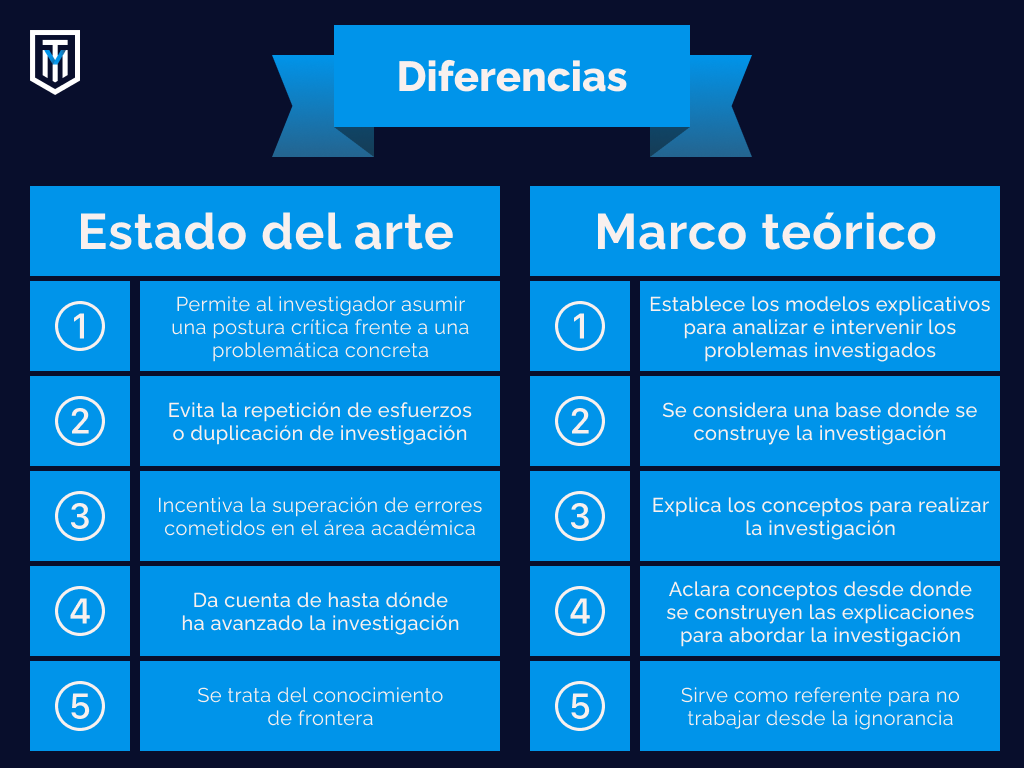 Diferencias
Estado del arte
1
Permite al investigador asumir
una postura crítica frente a una
problemática concreta
2
Evita la repetición de esfuerzos
o duplicación de investigación
3
Incentiva la superación de errores
cometidos en el área académica
4
Da cuenta de hasta dónde
ha avanzado la investigación
5
Se trata del conocimiento
de frontera
Marco teórico
1
Establece los modelos explicativos
para analizar e intervenir los
problemas investigados
2
Se considera una base donde se
construye la investigación
3
Explica los conceptos para realizar
la investigación
4
Aclara conceptos desde donde
se construyen las explicaciones
para abordar la investigación
5
Sirve como referente para no
trabajar desde la ignorancia